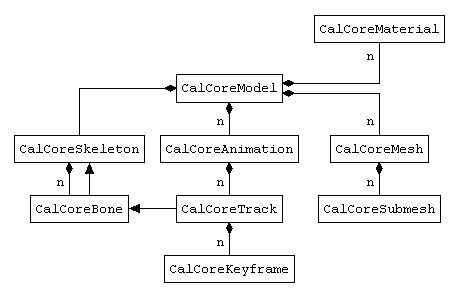 CalCoreMaterial
n
CalCoreModel
n
n
CalCoreSkeleton
CalCoreAnimation
CalCoreMesh
n
n
n
CalCoreBone
CalCoreTrack
CalCoreSubmesh
n
CalCoreKeyframe